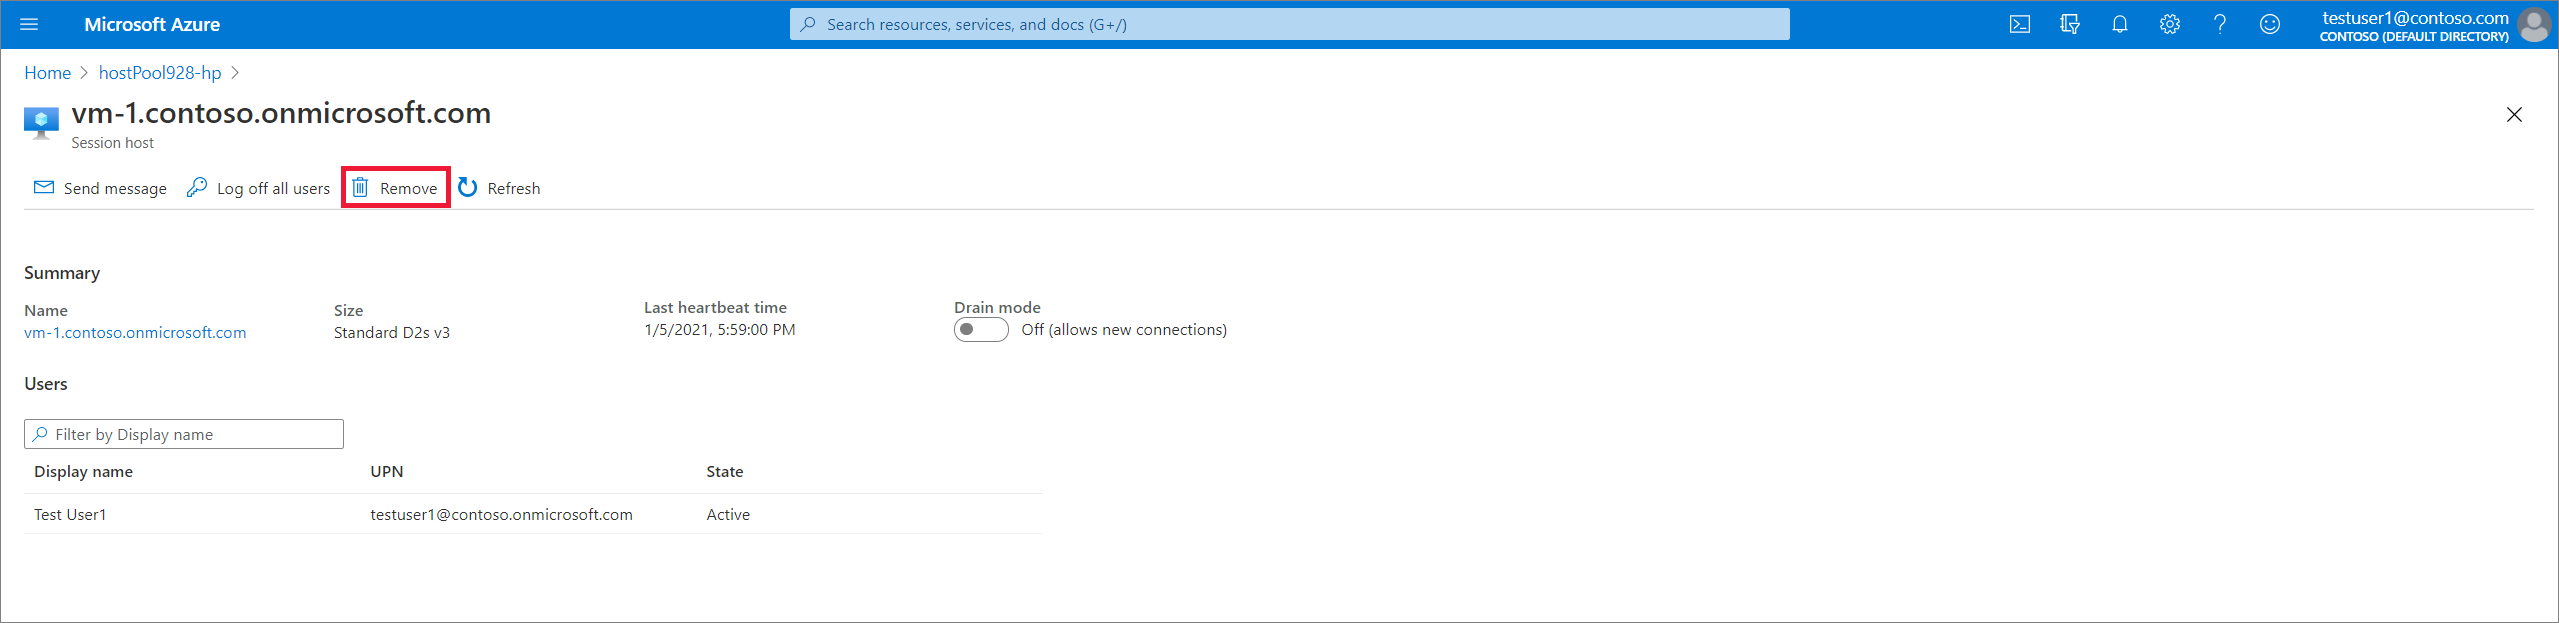 Microsoft Azure
Search resources, services, and docs (G+/)
testuser1@contoso.com
CONTOSO (DEFAULT DIRECTORY)
Home > hostPool928-hp >
vm-1.contoso.onmicrosoft.com
Session host
Send message Log off all users Remove Refresh
Summary
Name Size Last heartbeat time Drain mode
vm-1.contoso.onmicrosoft.com Standard D2s v3 1/5/2021, 5:59:00 PM Off (allows new connections)
Users
Filter by Display name
Display name UPN State
Test User1 testuser1@contoso.onmicrosoft.com Active